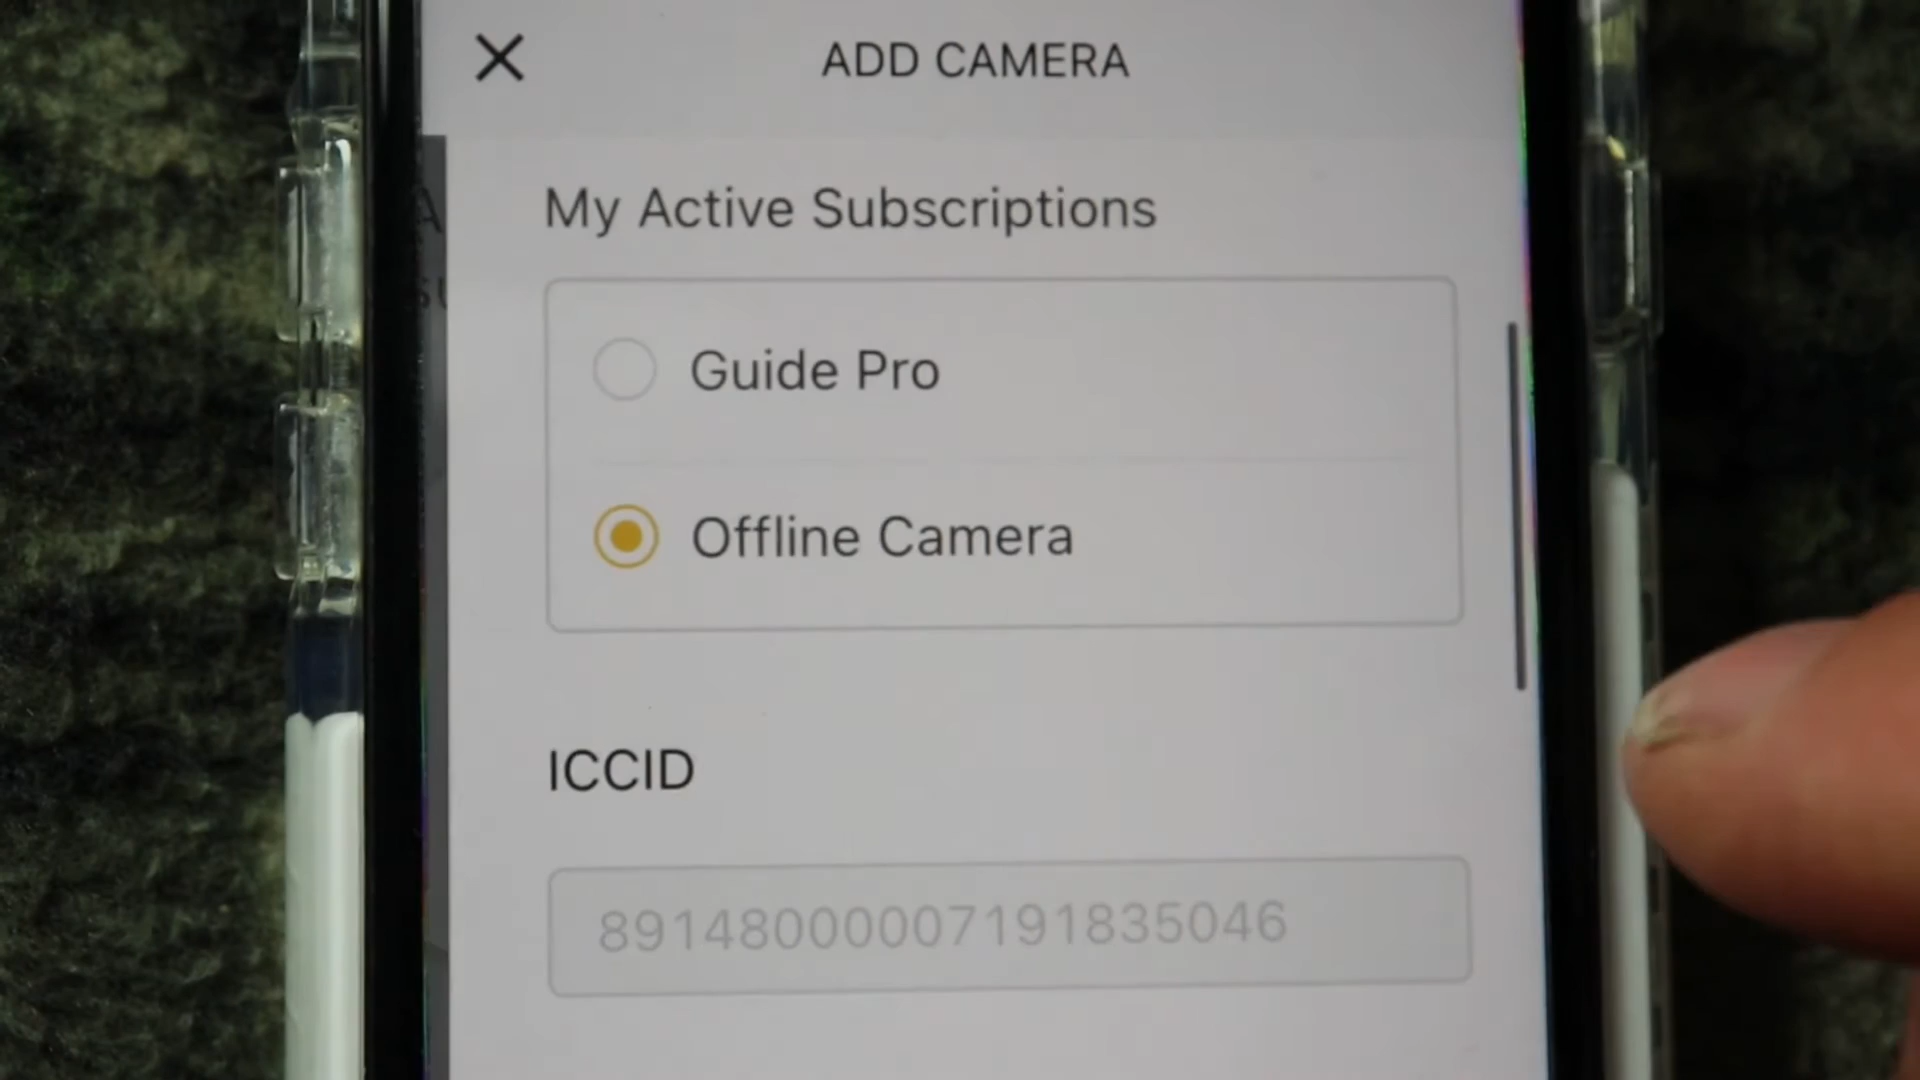 ADD CAMERA
My Active Subscriptions
Guide Pro
Offline Camera
ICCID
89148000007191835046